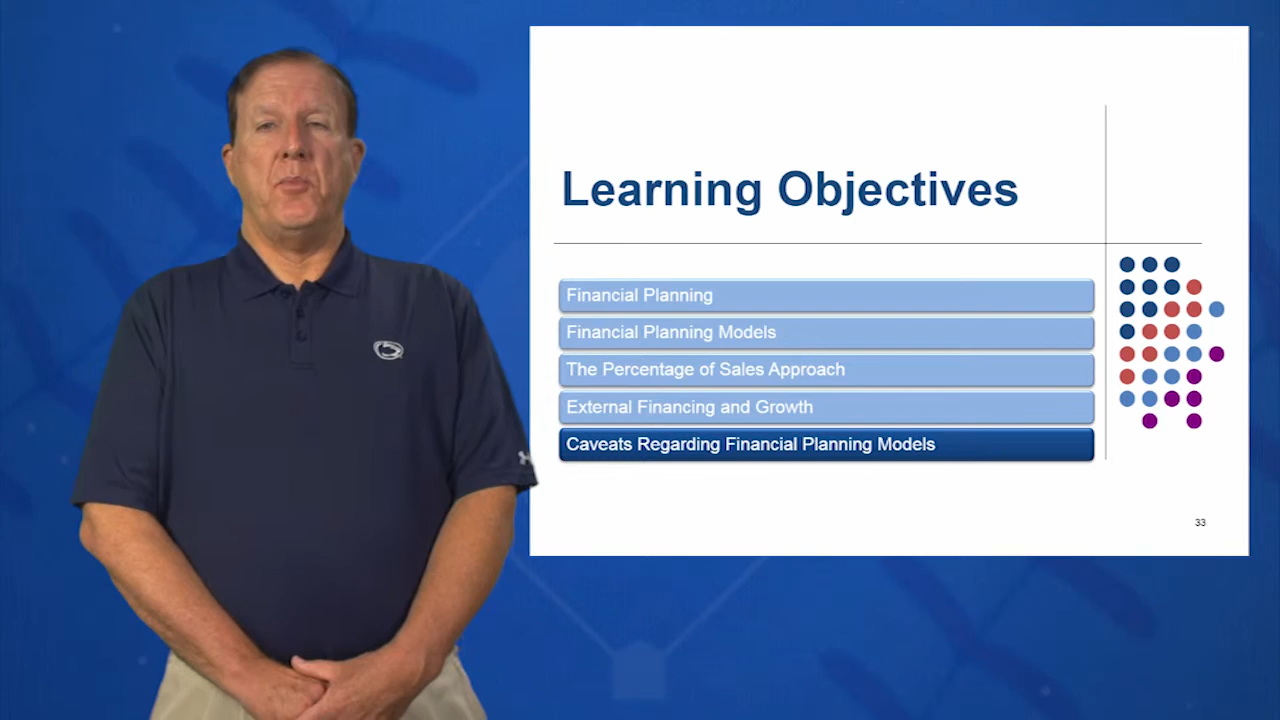 Learning Objectives
Financial Planning
Financial Planning Models
The Percentage of Sales Approach
External Financing and Growth
Caveats Regarding Financial Planning Models
33